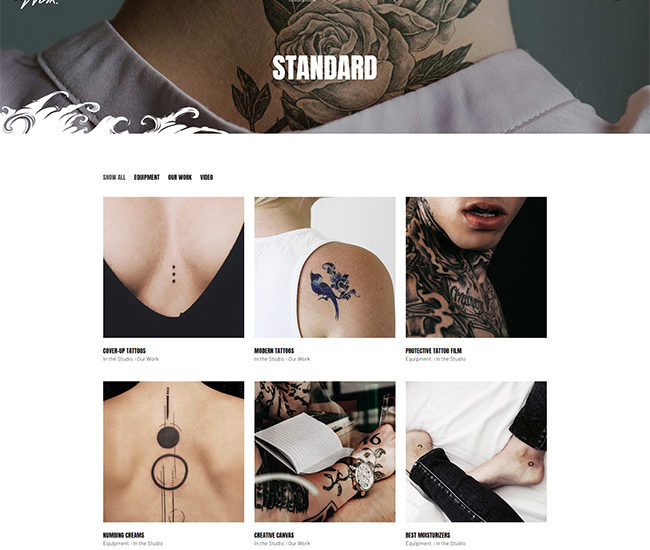 STANDARD
SHOW ALL EQUIPMENT OUR WORK VIDEO
COVER-UP TATTOOS MODERN TATTOOS PROTECTIVE TATTOO FILM
In the Studio / Our Work In the Studio / Our Work Equipment / In the Studio
NUMBING CREAMS CREATIVE CANVAS BEST MOISTURIZERS
Equipment / In the Studio In the Studio / Our Work Equipment / In the Studio